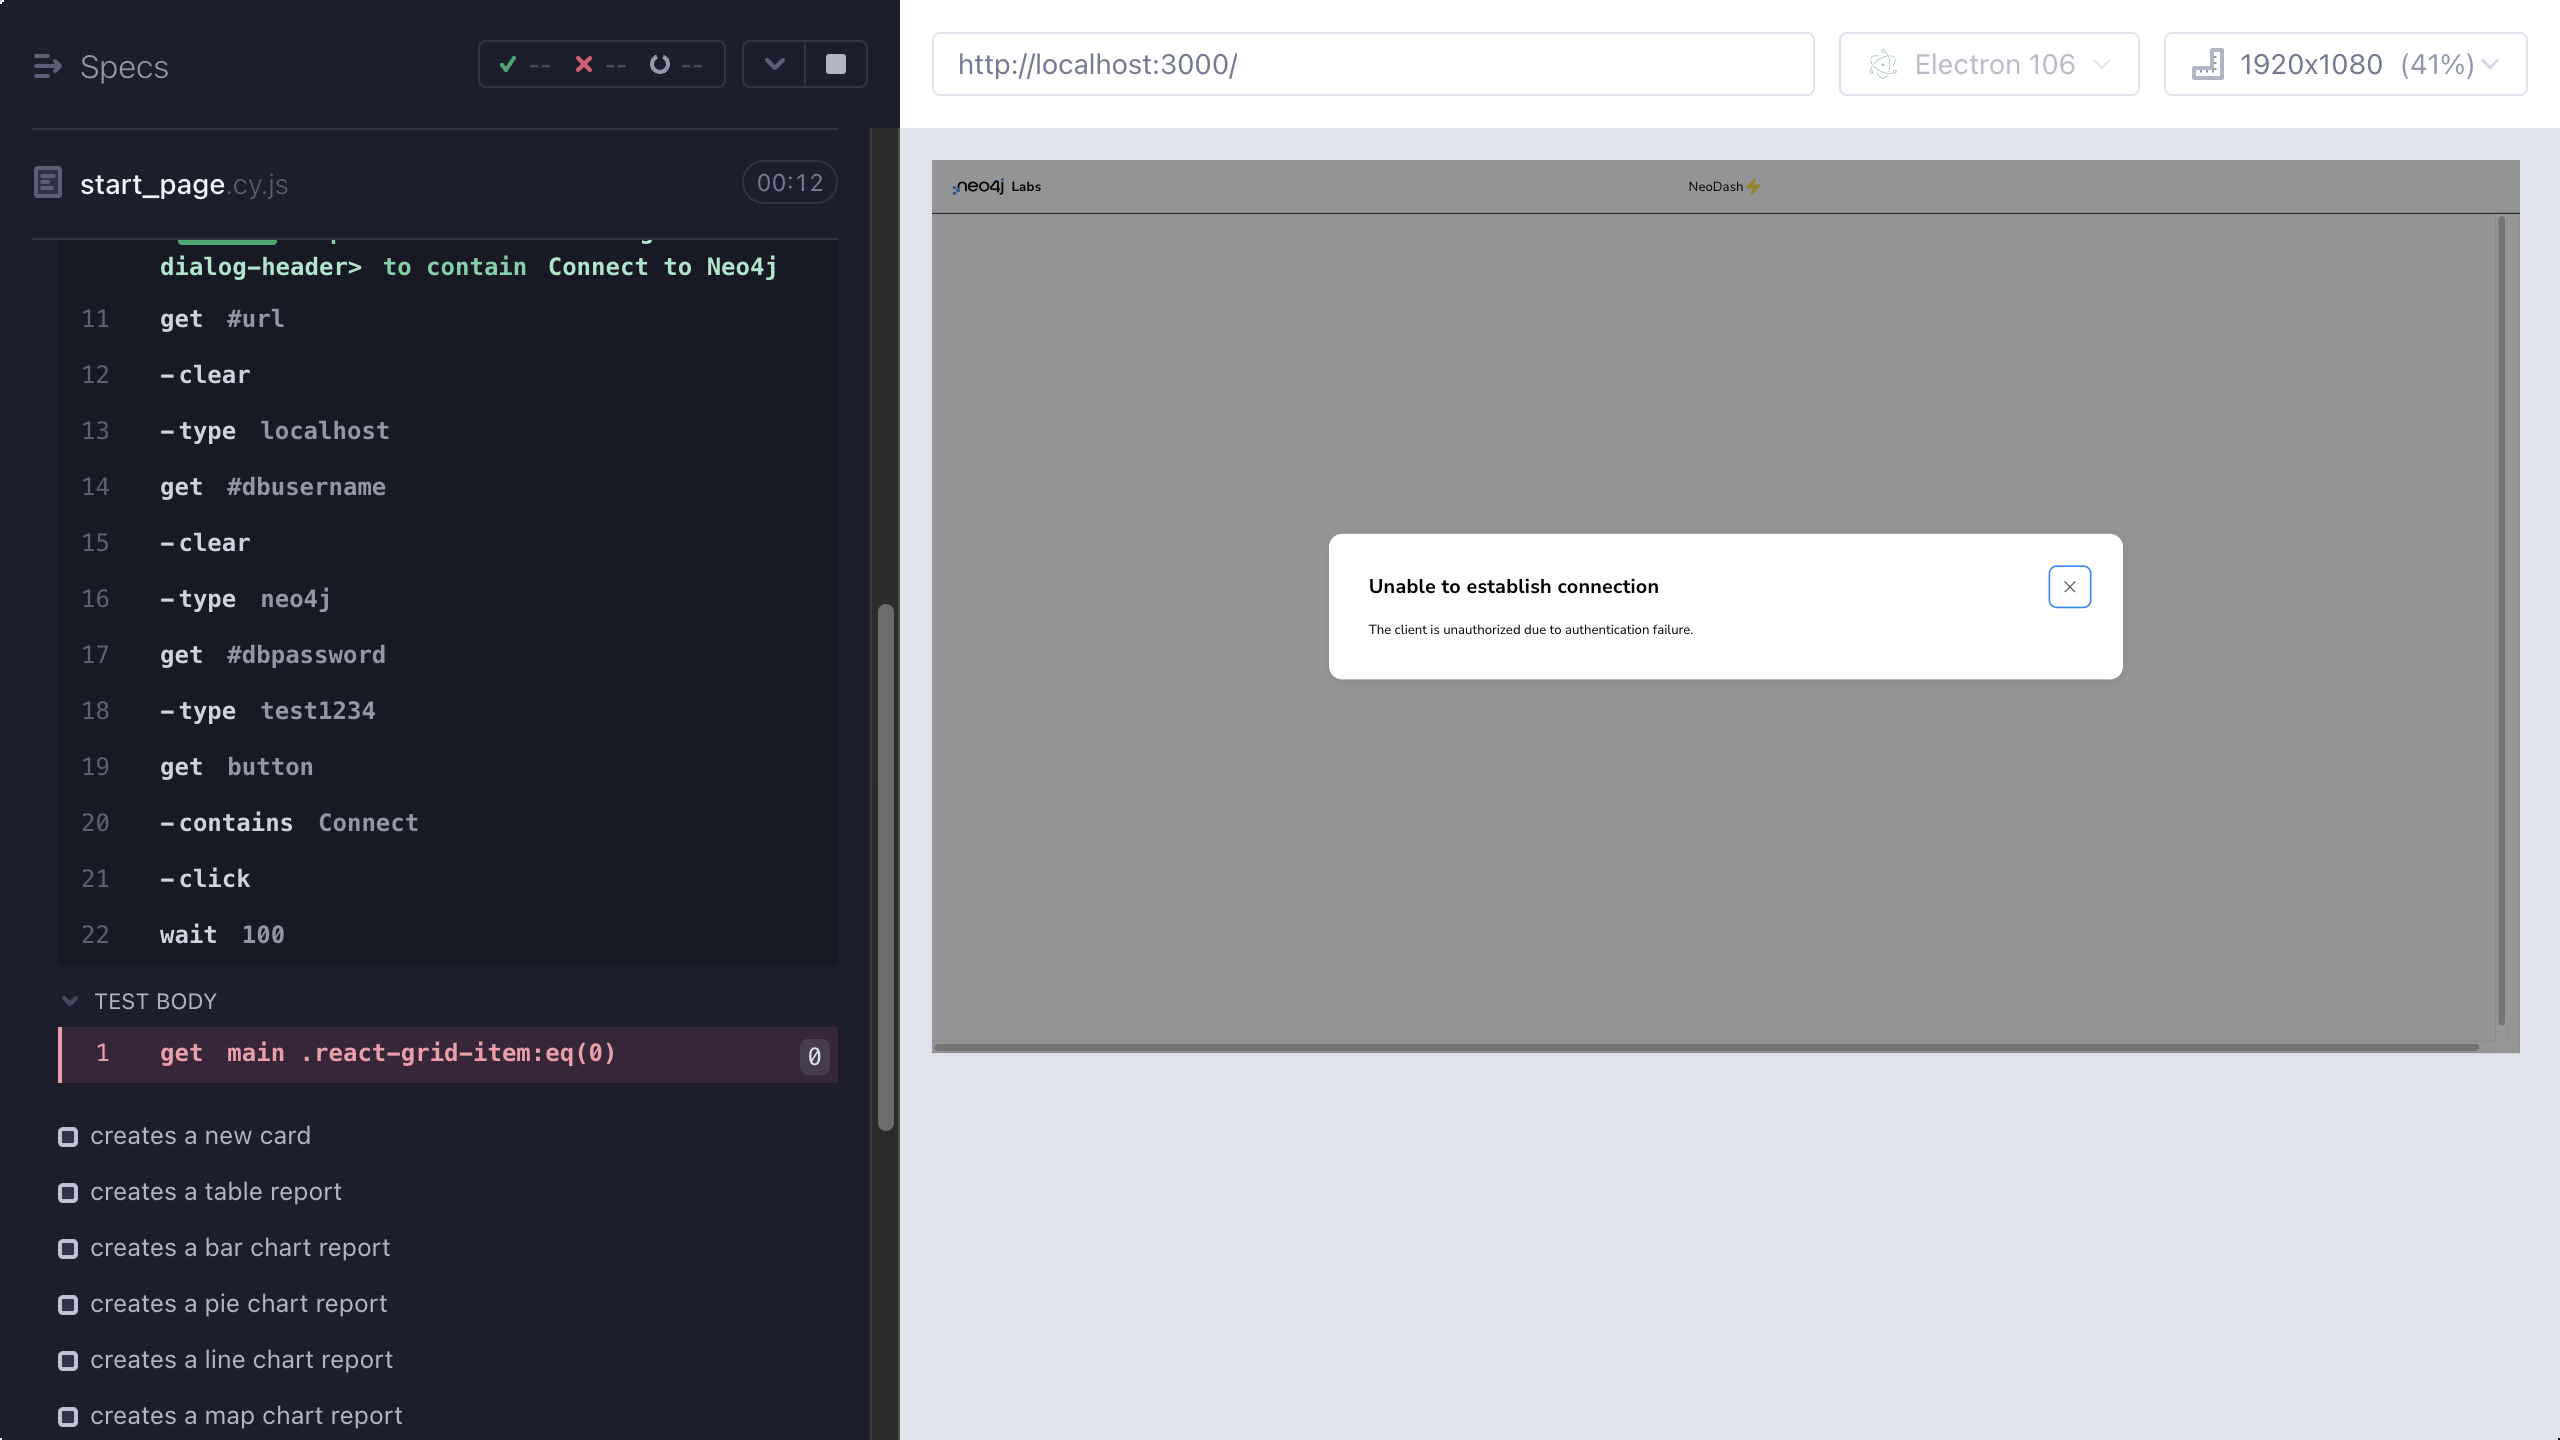 Specs
-- -- --
start_page.cy.js
00:12
dialog-header> to contain Connect to Neo4j
11 get #url
12 -clear
13 -type localhost
14 get #dbusername
15 -clear
16 -type neo4j
17 get #dbpassword
18 -type test1234
19 get button
20 -contains Connect
21 -click
22 wait 100
TEST BODY
1 get main .react-grid-item:eq(0) 0
creates a new card
creates a table report
creates a bar chart report
creates a pie chart report
creates a line chart report
creates a map chart report
http://localhost:3000/
Electron 106
1920x1080 (41%)
neo4j Labs
NeoDash⚡
Unable to establish connection
The client is unauthorized due to authentication failure.